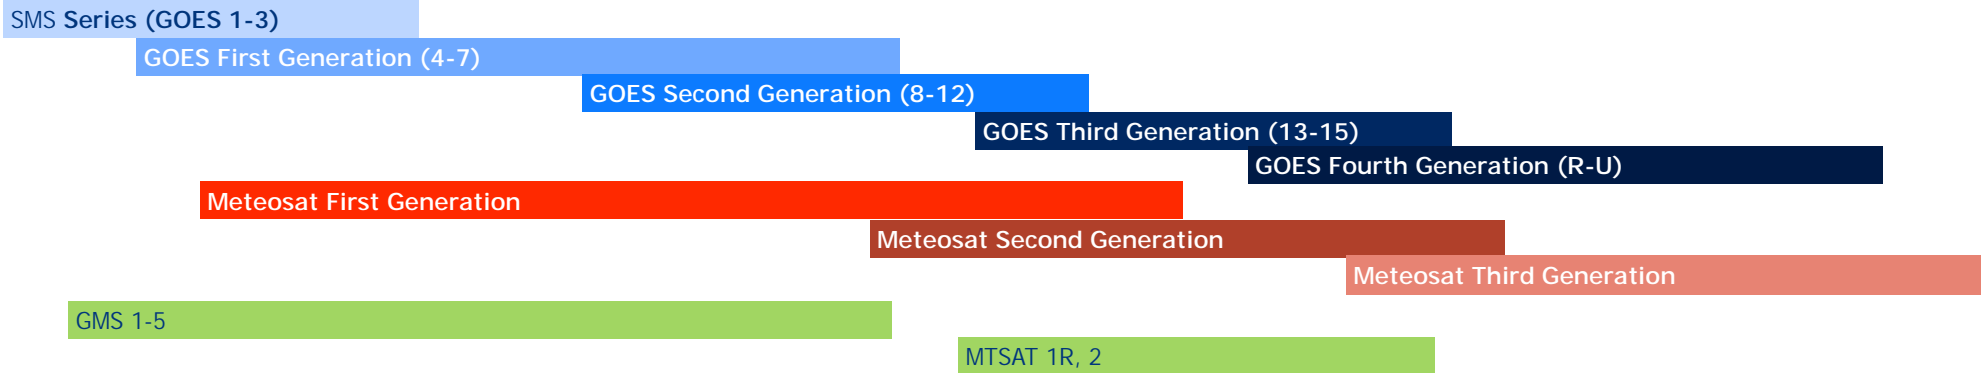 SMS Series (GOES 1-3)
GOES First Generation (4-7)
GOES Second Generation (8-12)
GOES Third Generation (13-15)
GOES Fourth Generation (R-U)
Meteosat First Generation
Meteosat Second Generation
Meteosat Third Generation
GMS 1-5
MTSAT 1R, 2